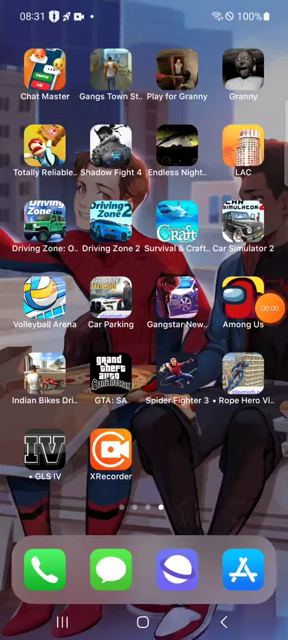 08:31
100%
Chat Master
Gangs Town St..
Play for Granny
Granny
Totally Reliable..
Shadow Fight 4
Endless Night..
LAC
Driving Zone: O..
Driving Zone 2
Survival & Craft..
Car Simulator 2
Volleyball Arena
Car Parking
Gangstar New..
Among Us
00:00
Indian Bikes Dri..
GTA: SA
Spider Fighter 3
• Rope Hero Vi..
• GLS IV
XRecorder